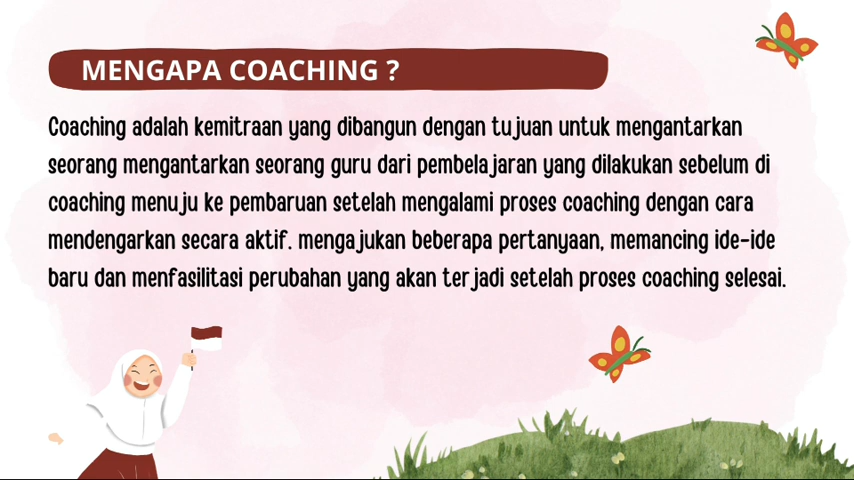 MENGAPA COACHING ?
Coaching adalah kemitraan yang dibangun dengan tujuan untuk mengantarkan
seorang mengantarkan seorang guru dari pembelajaran yang dilakukan sebelum di
coaching menuju ke pembaruan setelah mengalami proses coaching dengan cara
mendengarkan secara aktif. mengajukan beberapa pertanyaan, memancing ide-ide
baru dan menfasilitasi perubahan yang akan terjadi setelah proses coaching selesai.